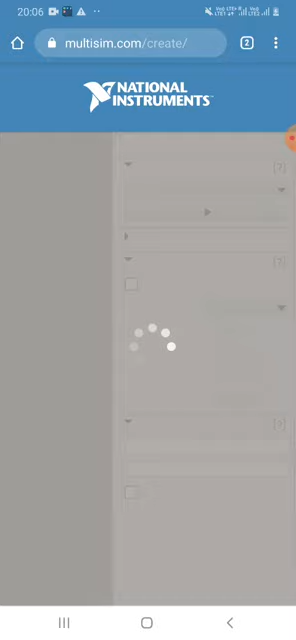 20:06
multisim.com/create/
2
NATIONAL
INSTRUMENTS
[?]
[?]
[?]